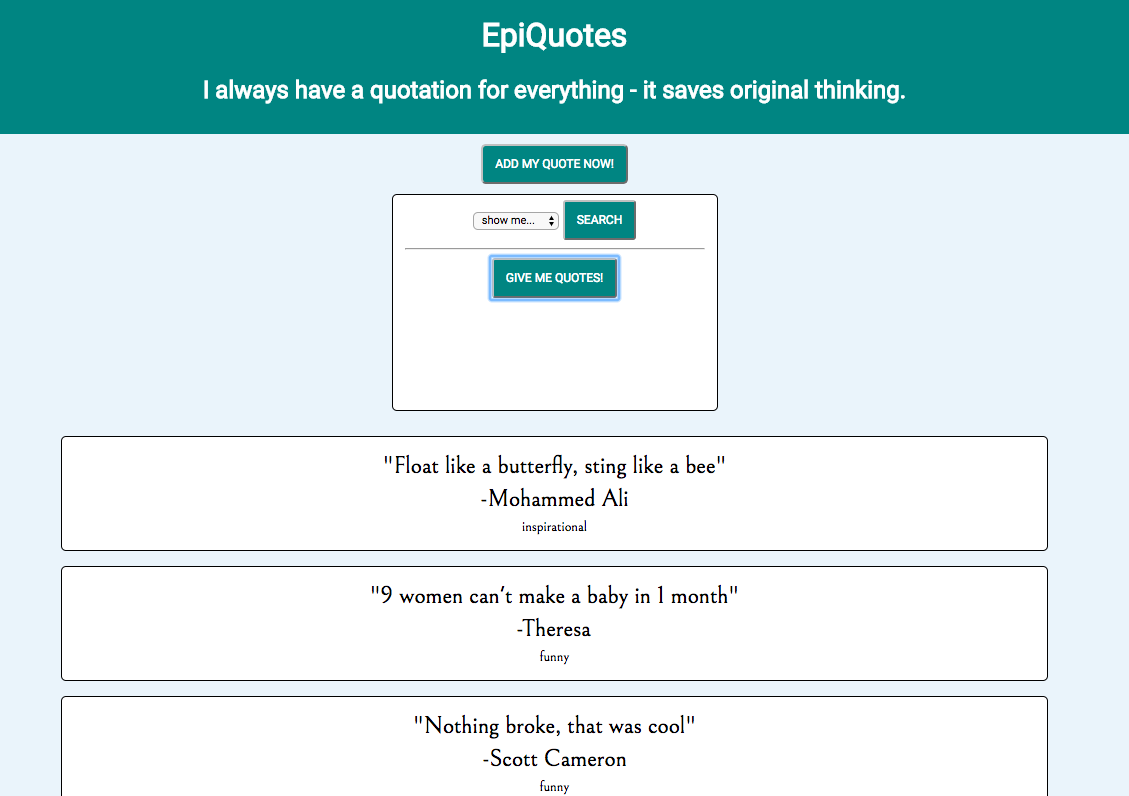 EpiQuotes
I always have a quotation for everything - it saves original thinking.
ADD MY QUOTE NOW!
show me... SEARCH
GIVE ME QUOTES!
"Float like a butterfly, sting like a bee"
-Mohammed Ali
inspirational
"9 women can't make a baby in 1 month"
-Theresa
funny
"Nothing broke, that was cool"
-Scott Cameron
funny